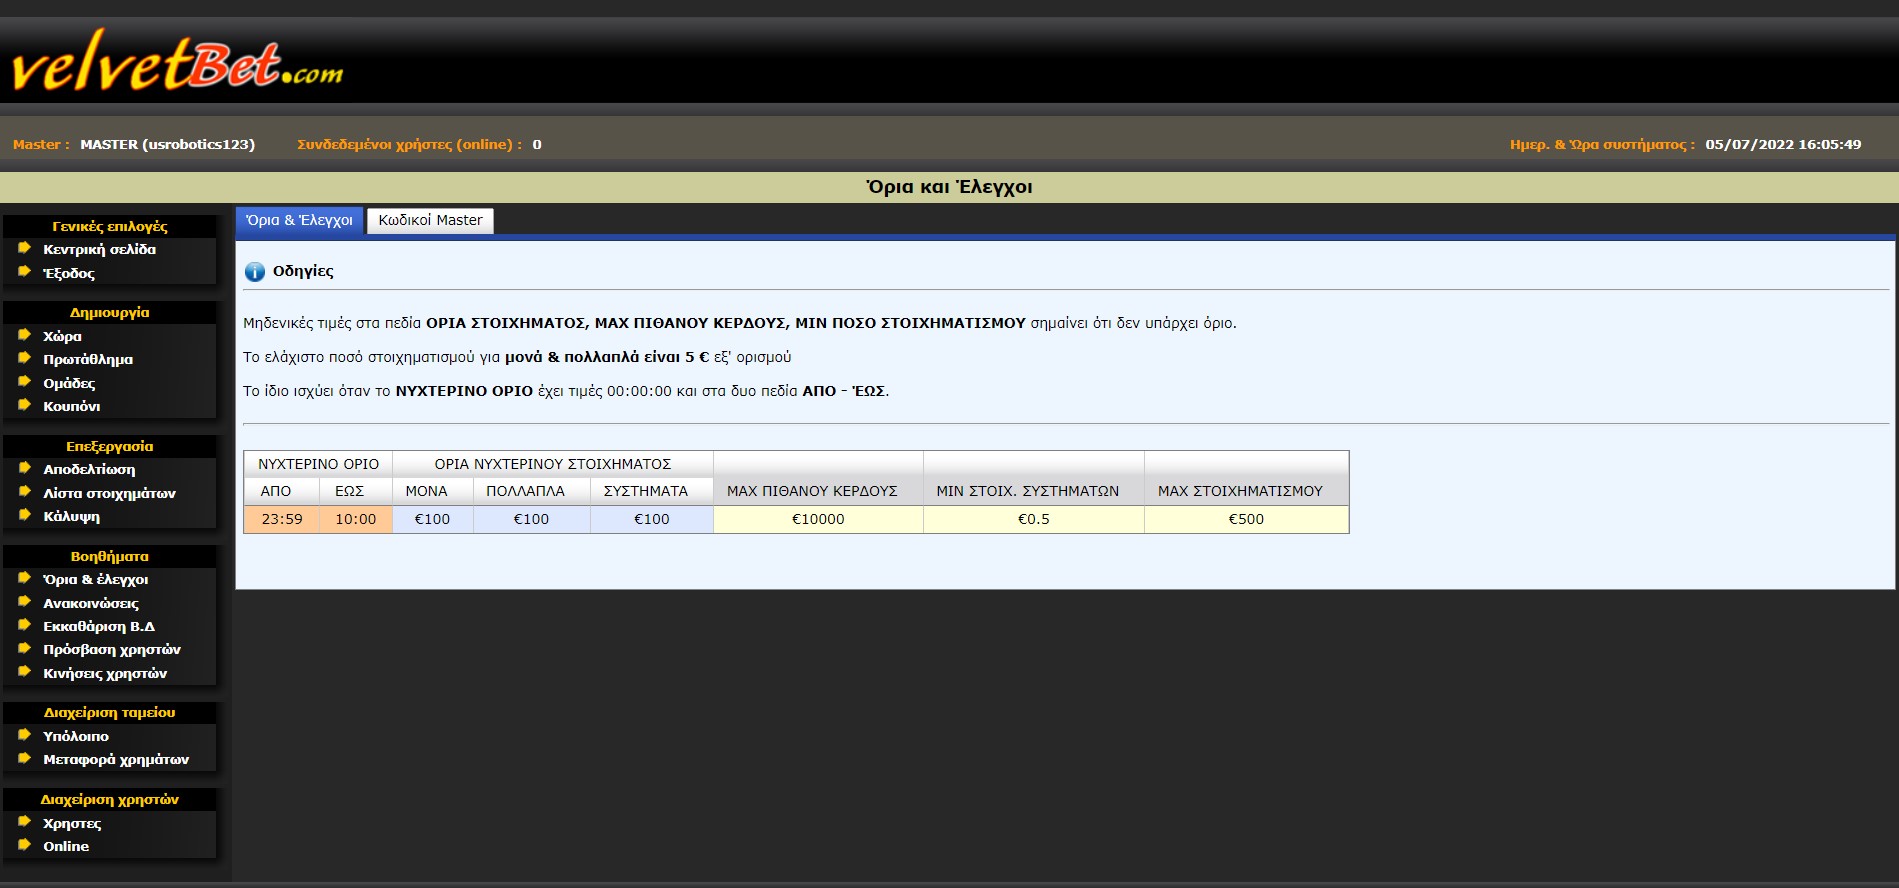 velvetBet.com
Master : MASTER (usrobotics123) Συνδεδεμένοι χρήστες (online) : 0 Ημερ. & Ώρα συστήματος : 05/07/2022 16:05:49
Όρια και Έλεγχοι
Γενικές επιλογές
Κεντρική σελίδα
Έξοδος
Δημιουργία
Χώρα
Πρωτάθλημα
Ομάδες
Κουπόνι
Επεξεργασία
Αποδελτίωση
Λίστα στοιχημάτων
Κάλυψη
Βοηθήματα
Όρια & έλεγχοι
Ανακοινώσεις
Εκκαθάριση Β.Δ
Πρόσβαση χρηστών
Κινήσεις χρηστών
Διαχείριση ταμείου
Υπόλοιπο
Μεταφορά χρημάτων
Διαχείριση χρηστών
Χρηστες
Online
Όρια & Έλεγχοι Κωδικοί Master
Οδηγίες
Μηδενικές τιμές στα πεδία ΟΡΙΑ ΣΤΟΙΧΗΜΑΤΟΣ, ΜΑΧ ΠΙΘΑΝΟΥ ΚΕΡΔΟΥΣ, ΜΙΝ ΠΟΣΟ ΣΤΟΙΧΗΜΑΤΙΣΜΟΥ σημαίνει ότι δεν υπάρχει όριο.
Το ελάχιστο ποσό στοιχηματισμού για μονά & πολλαπλά είναι 5 € εξ' ορισμού
Το ίδιο ισχύει όταν το ΝΥΧΤΕΡΙΝΟ ΟΡΙΟ έχει τιμές 00:00:00 και στα δυο πεδία ΑΠΟ - ΈΩΣ.
ΝΥΧΤΕΡΙΝΟ ΟΡΙΟ ΟΡΙΑ ΝΥΧΤΕΡΙΝΟΥ ΣΤΟΙΧΗΜΑΤΟΣ
ΑΠΟ ΕΩΣ ΜΟΝΑ ΠΟΛΛΑΠΛΑ ΣΥΣΤΗΜΑΤΑ ΜΑΧ ΠΙΘΑΝΟΥ ΚΕΡΔΟΥΣ ΜΙΝ ΣΤΟΙΧ. ΣΥΣΤΗΜΑΤΩΝ ΜΑΧ ΣΤΟΙΧΗΜΑΤΙΣΜΟΥ
23:59 10:00 €100 €100 €100 €10000 €0.5 €500